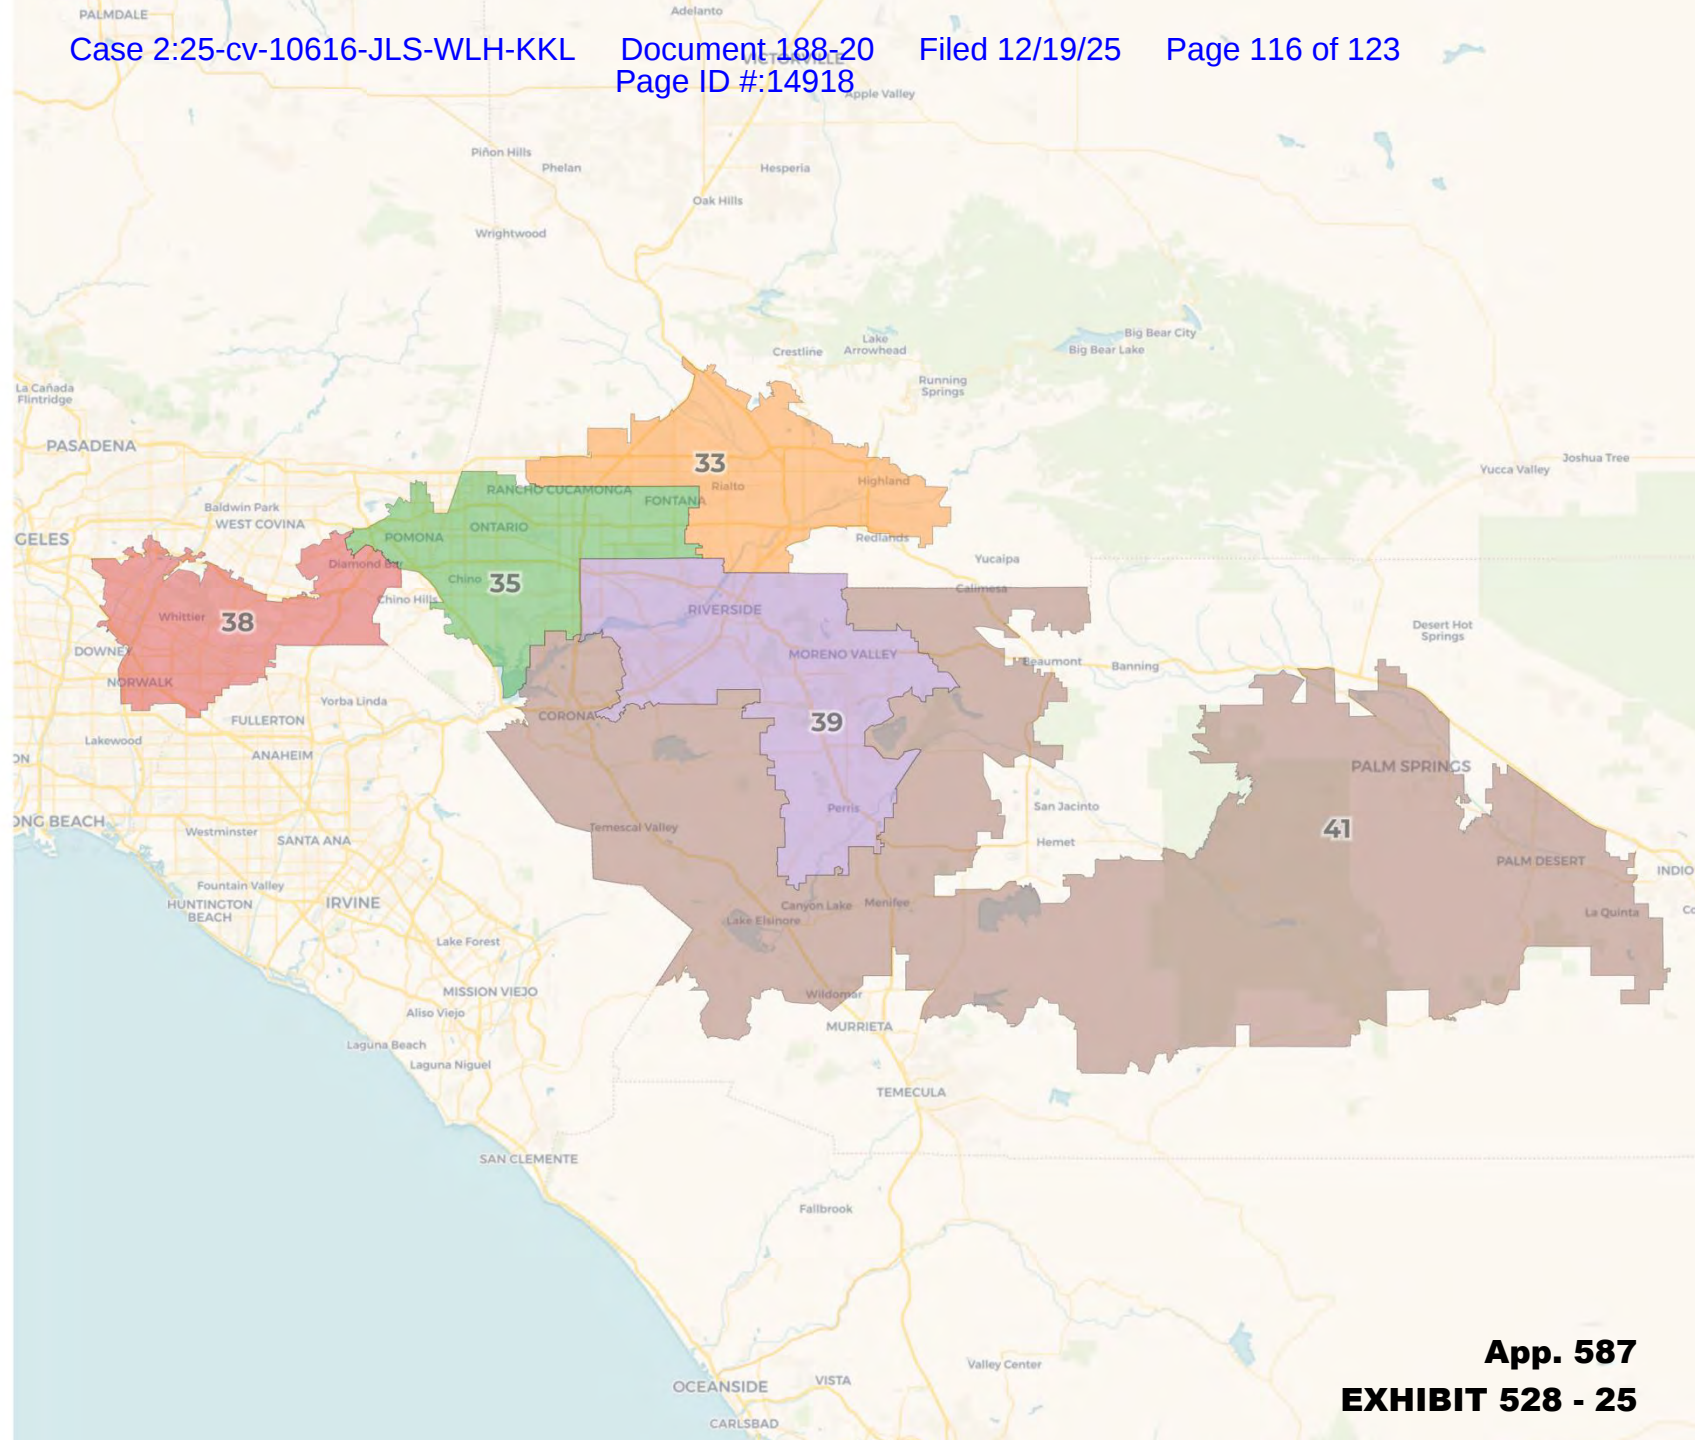 PALMDALE
Adelanto
Case 2:25-cv-10616-JLS-WLH-KKL Document 188-20 Filed 12/19/25 Page 116 of 123
VICTORVILLE
Page ID #:14918
Apple Valley
Piñon Hills
Phelan
Hesperia
Oak Hills
Wrightwood
Big Bear City
Lake
Arrowhead
Crestline
Big Bear Lake
Running
Springs
La Cañada
Flintridge
PASADENA
33
Joshua Tree
Yucca Valley
Highland
Rialto
RANCHO CUCAMONGA
FONTANA
Baldwin Park
WEST COVINA
ONTARIO
POMONA
GELES
Redlands
Yucaipa
Diamond Bar
Chino
35
Calimesa
Chino Hills
RIVERSIDE
Whittier
38
Desert Hot
Springs
DOWNEY
MORENO VALLEY
Beaumont
Banning
NORWALK
Yorba Linda
CORONA
FULLERTON
39
Lakewood
ANAHEIM
ON
PALM SPRINGS
San Jacinto
Perris
ONG BEACH
Temescal Valley
41
Westminster
SANTA ANA
Hemet
PALM DESERT
INDIO
Fountain Valley
HUNTINGTON
BEACH
IRVINE
Canyon Lake
Menifee
La Quinta
Co
Lake Elsinore
Lake Forest
MISSION VIEJO
Wildomar
Aliso Viejo
MURRIETA
Laguna Beach
Laguna Niguel
TEMECULA
SAN CLEMENTE
Fallbrook
App. 587
Valley Center
OCEANSIDE
VISTA
EXHIBIT 528 - 25
CARLSBAD